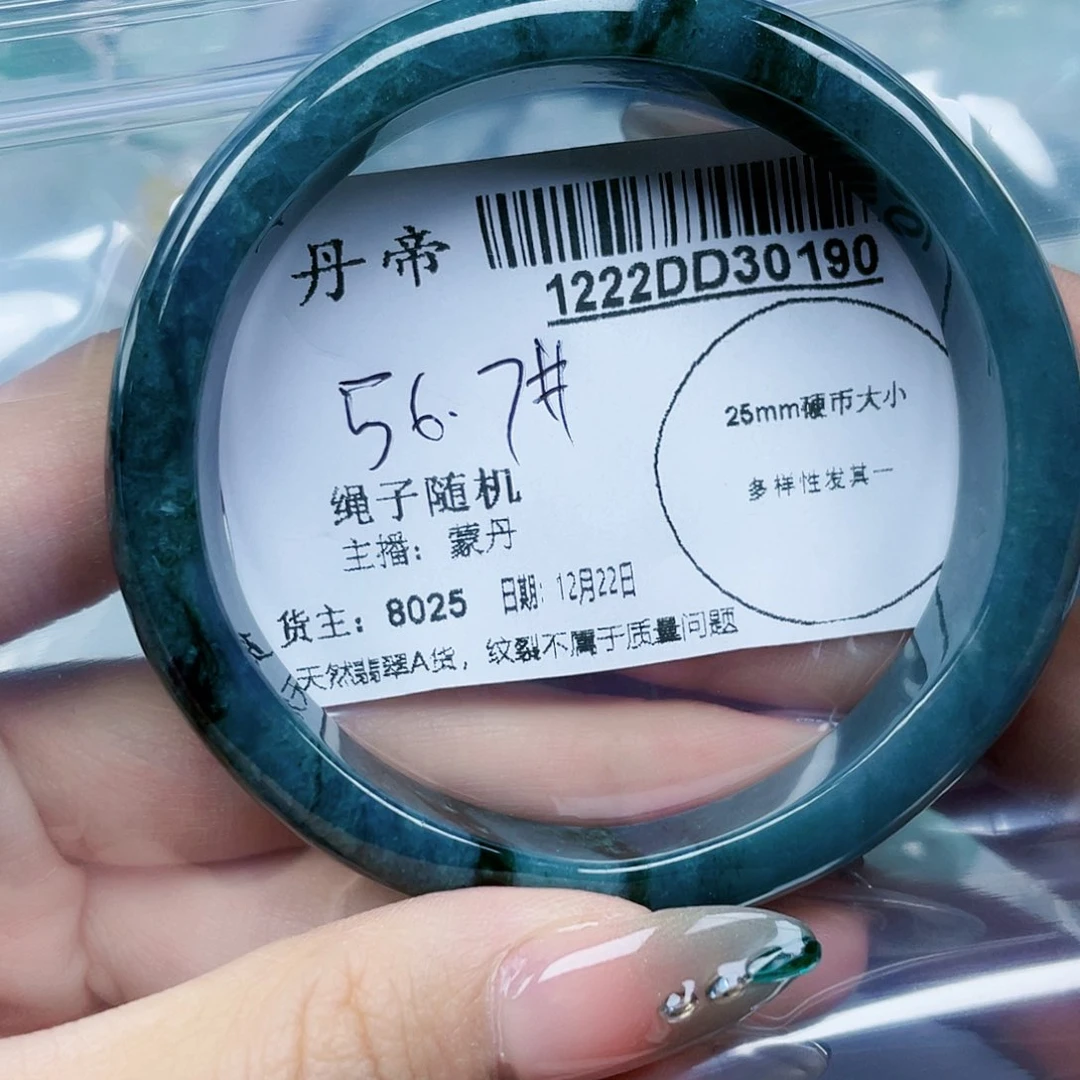 丹帝
1222DD30190
56.7#
25mm硬币大小
多样性发其一
绳子随机
主播：蒙丹
货主：8025 日期：12月22日
天然翡翠A货，纹裂不属于质量问题